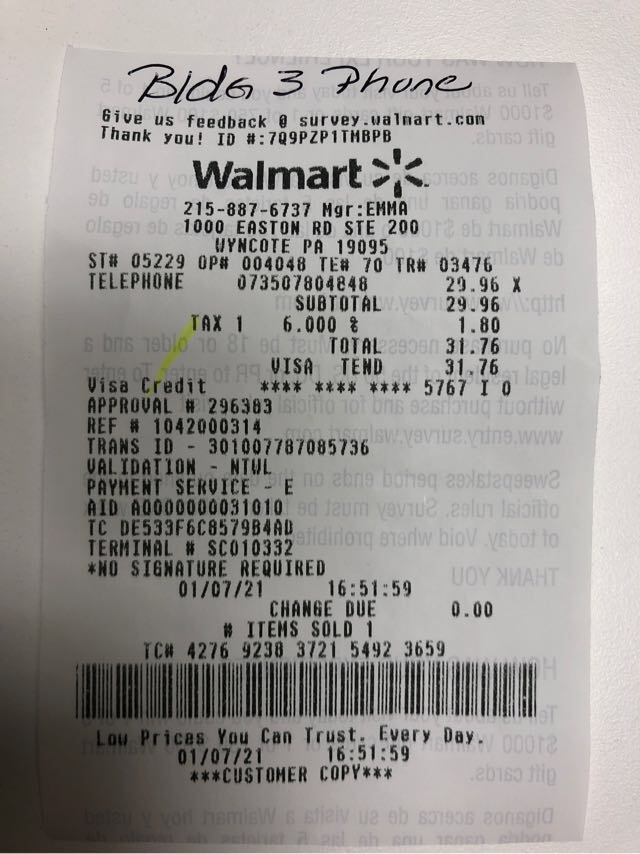 Bldg 3 Phone
Give us feedback @ survey.walmart.com
Thank you! ID #:7Q9PZP1TMBPB
Walmart
215-887-6737 Mgr:EMMA
1000 EASTON RD STE 200
WYNCOTE PA 19095
ST# 05229 OP# 004048 TE# 70 TR# 03476
TELEPHONE 073507804848 29.96 X
SUBTOTAL 29.96
TAX 1 6.000 % 1.80
TOTAL 31.76
VISA TEND 31.76
Visa Credit **** **** **** 5767 I 0
APPROVAL # 296383
REF # 1042000314
TRANS ID - 301007787085736
VALIDATION - NTWL
PAYMENT SERVICE - E
AID A0000000031010
TC DE533F6C8579B4AD
TERMINAL # SC010332
*NO SIGNATURE REQUIRED
01/07/21 16:51:59
CHANGE DUE 0.00
# ITEMS SOLD 1
TC# 4276 9238 3721 5492 3659
Low Prices You Can Trust. Every Day.
01/07/21 16:51:59
***CUSTOMER COPY***